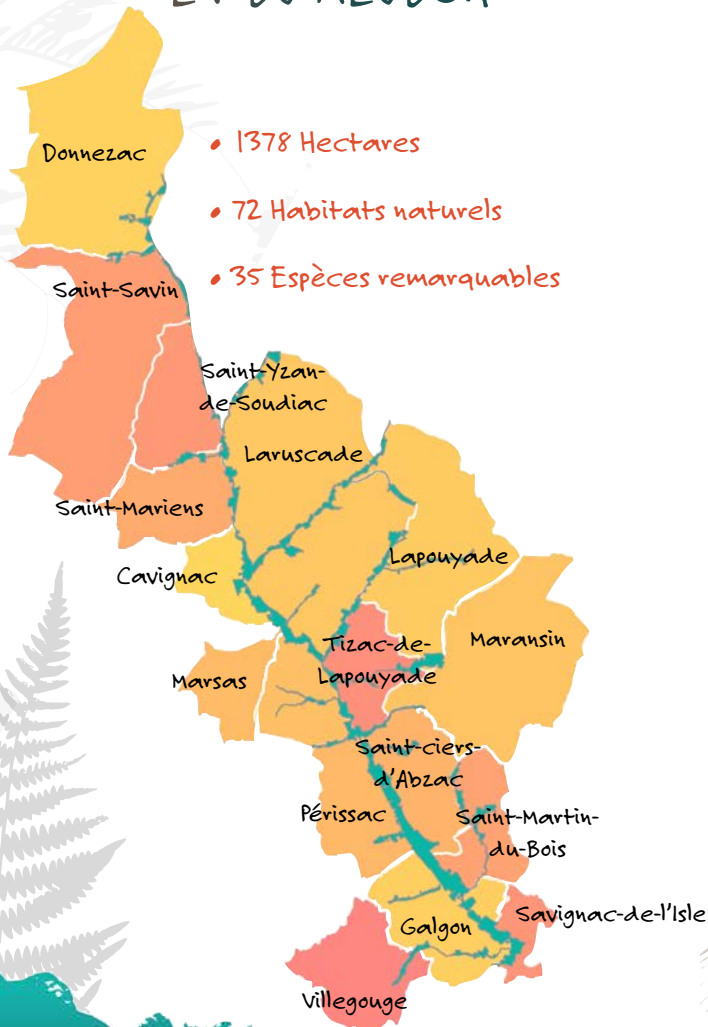 • 1378 Hectares
Donnezac
• 72 Habitats naturels
• 35 Espèces remarquables
Saint-Savin
Saint-Yzan-
de-Soudiac
Laruscade
Saint-Mariens
Lapouyade
Cavignac
Maransin
Tizac-de-
Lapouyade
Marsas
Saint-ciers-
d'Abzac
Périssac
Saint-Martin-
du-Bois
Savignac-de-l'Isle
Galgon
Villegouge